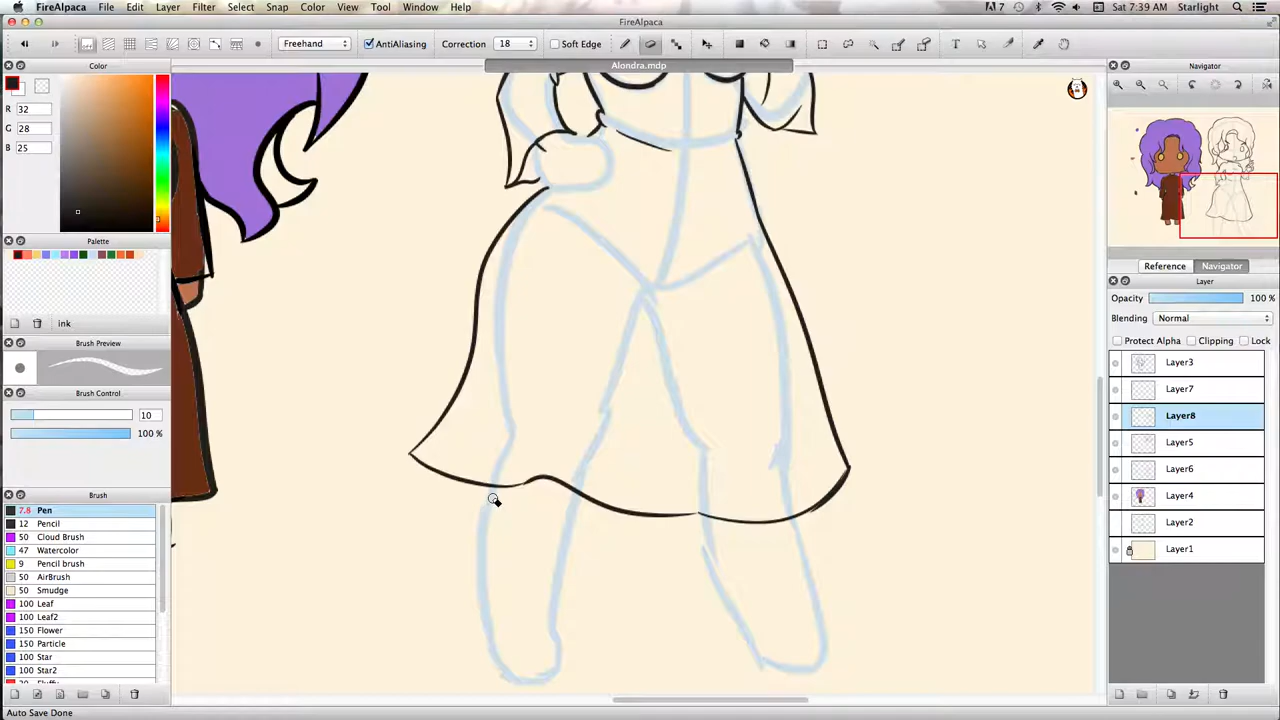 FireAlpaca File Edit Layer Filter Select Snap Color View Tool Window Help 7 Sat 7:39 AM Starlight
FireAlpaca
Freehand AntiAliasing Correction 18 Soft Edge
Alondra.mdp
Color
R 32
G 28
B 25
Palette
ink
Brush Preview
Brush Control
10
100 %
Brush
7.8 Pen
12 Pencil
50 Cloud Brush
47 Watercolor
9 Pencil brush
50 AirBrush
50 Smudge
100 Leaf
100 Leaf2
150 Flower
150 Particle
100 Star
100 Star2
Auto Save Done
Navigator
Reference Navigator
Layer
Opacity 100 %
Blending Normal
Protect Alpha Clipping Lock
Layer3
Layer7
Layer8
Layer5
Layer6
Layer4
Layer2
Layer1